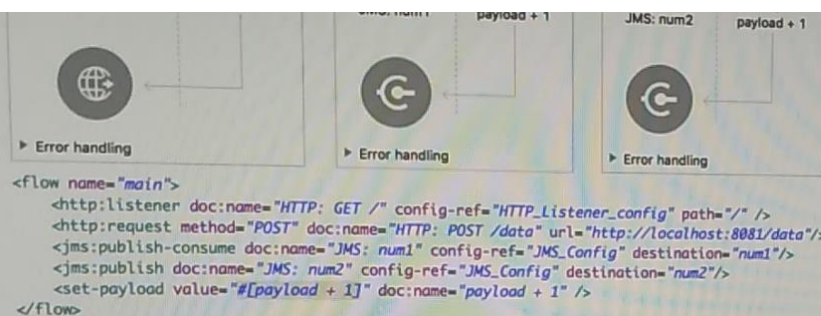 payload + 1
JMS: num2
payload + 1
Error handling
Error handling
Error handling
<flow name="main">
<http:listener doc:name="HTTP: GET /" config-ref="HTTP_Listener_config" path="/" />
<http:request method="POST" doc:name="HTTP: POST /data" url="http://localhost:8081/data"/>
<jms:publish-consume doc:name="JMS: num1" config-ref="JMS_Config" destination="num1"/>
<jms:publish doc:name="JMS: num2" config-ref="JMS_Config" destination="num2"/>
<set-payload value="#[payload + 1]" doc:name="payload + 1" />
</flow>